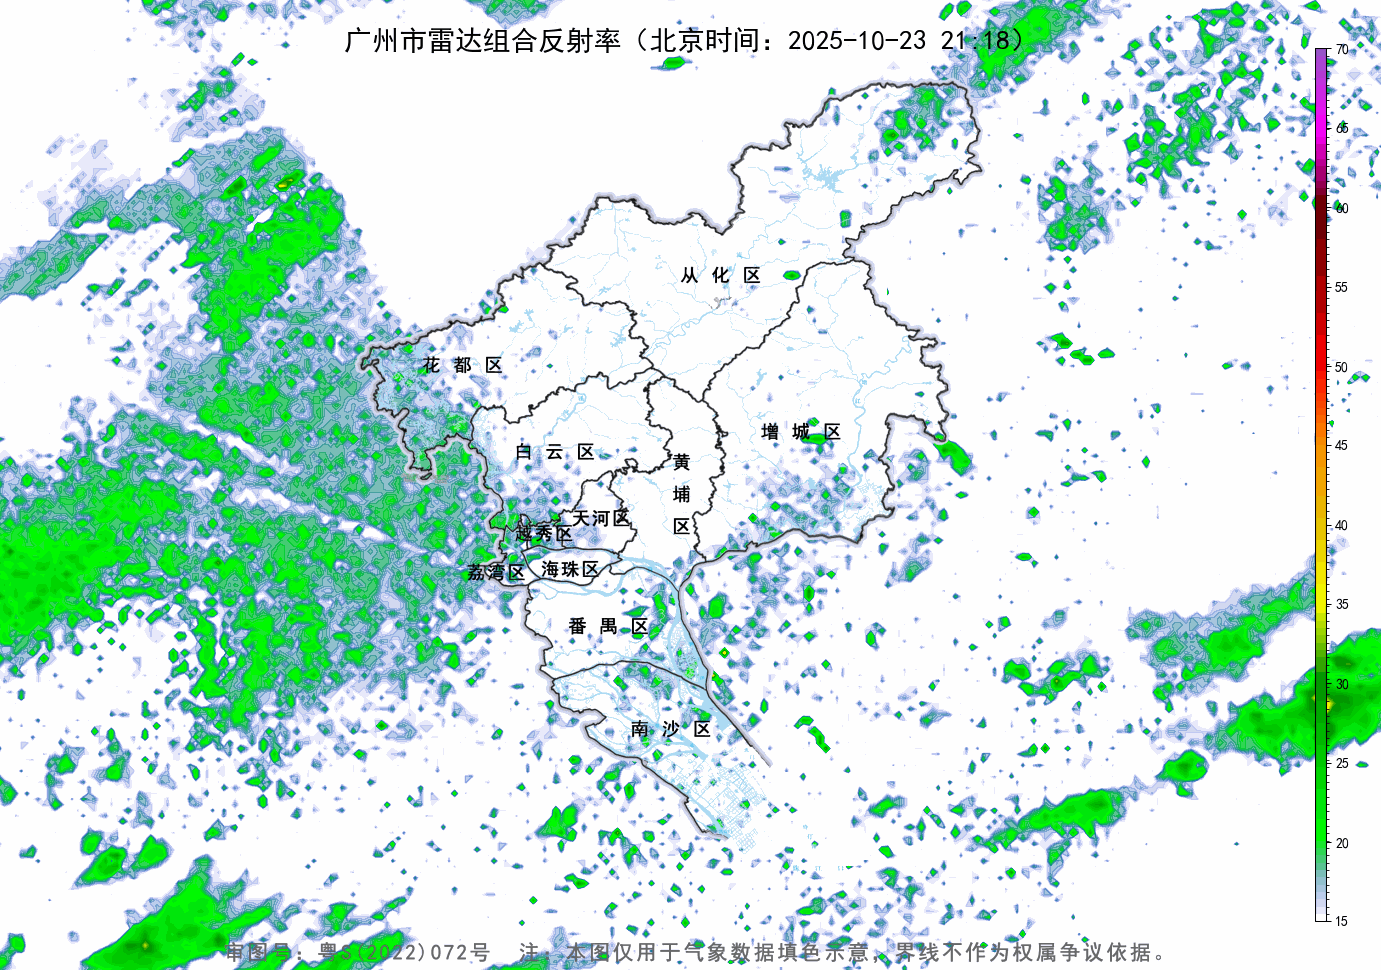 广州市雷达组合反射率（北京时间：2025-10-23 21:18）
70
65
60
55
50
45
40
35
30
25
20
15
从化区
花都区
增城区
白云区
黄埔区
天河区
越秀区
荔湾区
海珠区
番禺区
南沙区
审图号：粤S(2022)072号 注：本图仅用于气象数据填色示意，界线不作为权属争议依据。